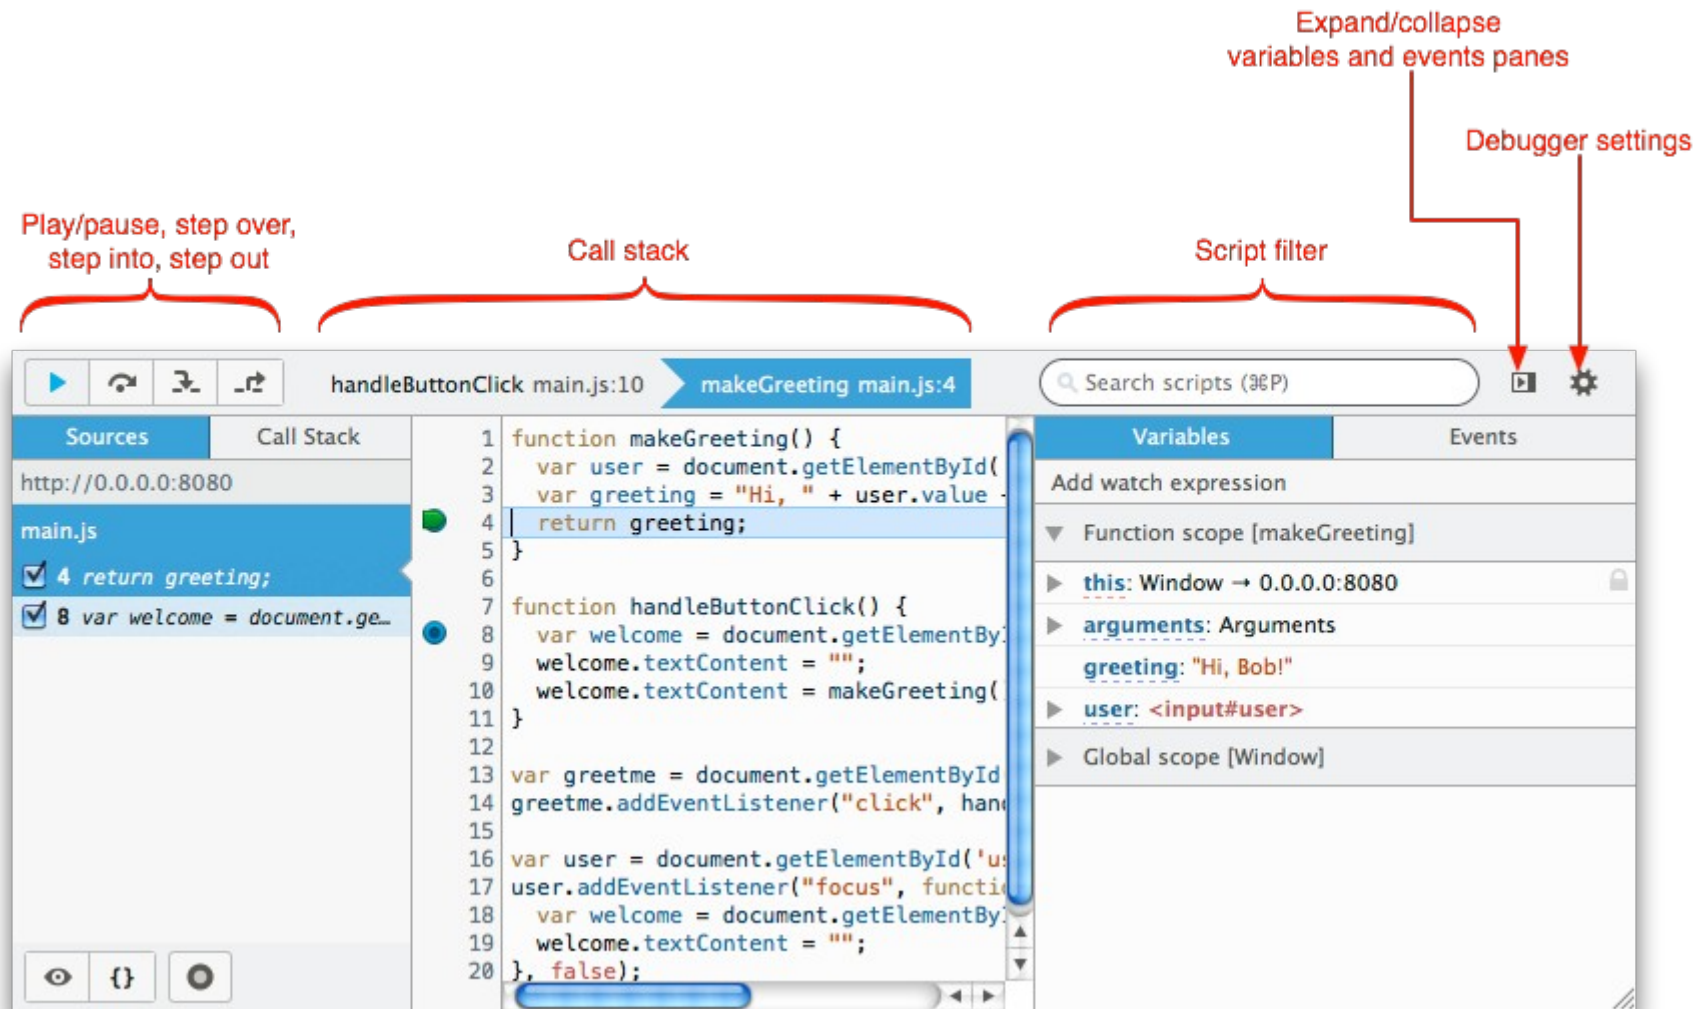 Expand/collapse
variables and events panes
Debugger settings
Play/pause, step over,
step into, step out
Call stack
Script filter
handleButtonClick main.js:10
makeGreeting main.js:4
Search scripts (⌘P)
Sources
Call Stack
http://0.0.0.0:8080
main.js
4 return greeting;
8 var welcome = document.ge…
1 function makeGreeting() {
2 var user = document.getElementById(
3 var greeting = "Hi, " + user.value
4 return greeting;
5 }
6
7 function handleButtonClick() {
8 var welcome = document.getElementBy
9 welcome.textContent = "";
10 welcome.textContent = makeGreeting(
11 }
12
13 var greetme = document.getElementById
14 greetme.addEventListener("click", han
15
16 var user = document.getElementById('u
17 user.addEventListener("focus", functi
18 var welcome = document.getElementBy
19 welcome.textContent = "";
20 }, false);
Variables
Events
Add watch expression
Function scope [makeGreeting]
this: Window → 0.0.0.0:8080
arguments: Arguments
greeting: "Hi, Bob!"
user: <input#user>
Global scope [Window]
{}